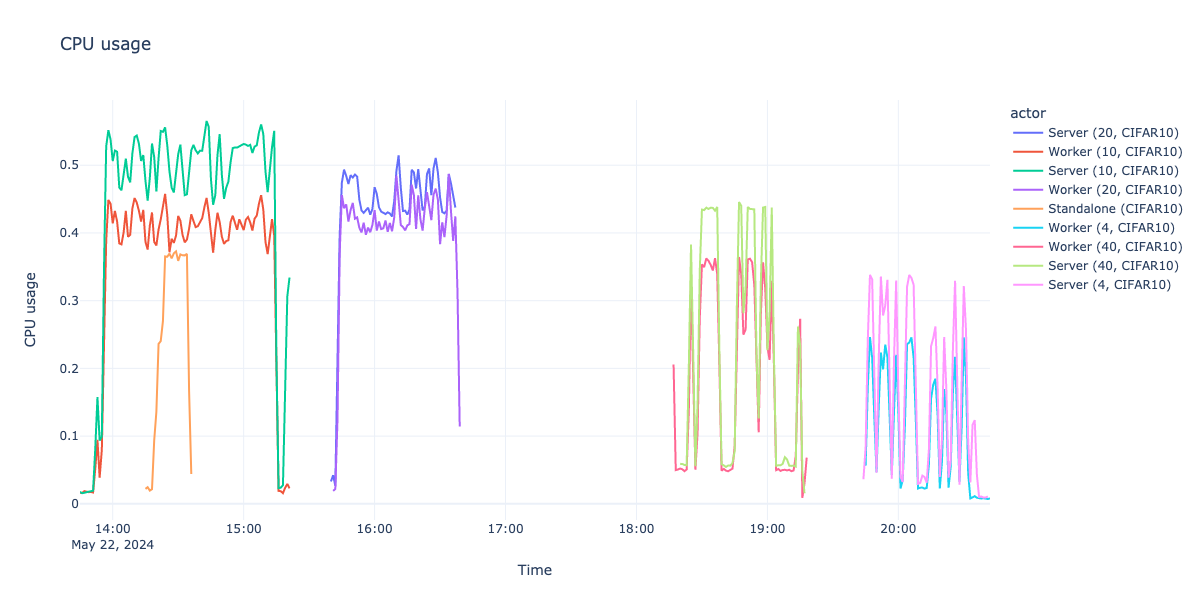 CPU usage
actor
Server (20, CIFAR10)
Worker (10, CIFAR10)
Server (10, CIFAR10)
Worker (20, CIFAR10)
Standalone (CIFAR10)
Worker (4, CIFAR10)
Worker (40, CIFAR10)
Server (40, CIFAR10)
Server (4, CIFAR10)
CPU usage
0.5
0.4
0.3
0.2
0.1
0
14:00
15:00
16:00
17:00
18:00
19:00
20:00
May 22, 2024
Time